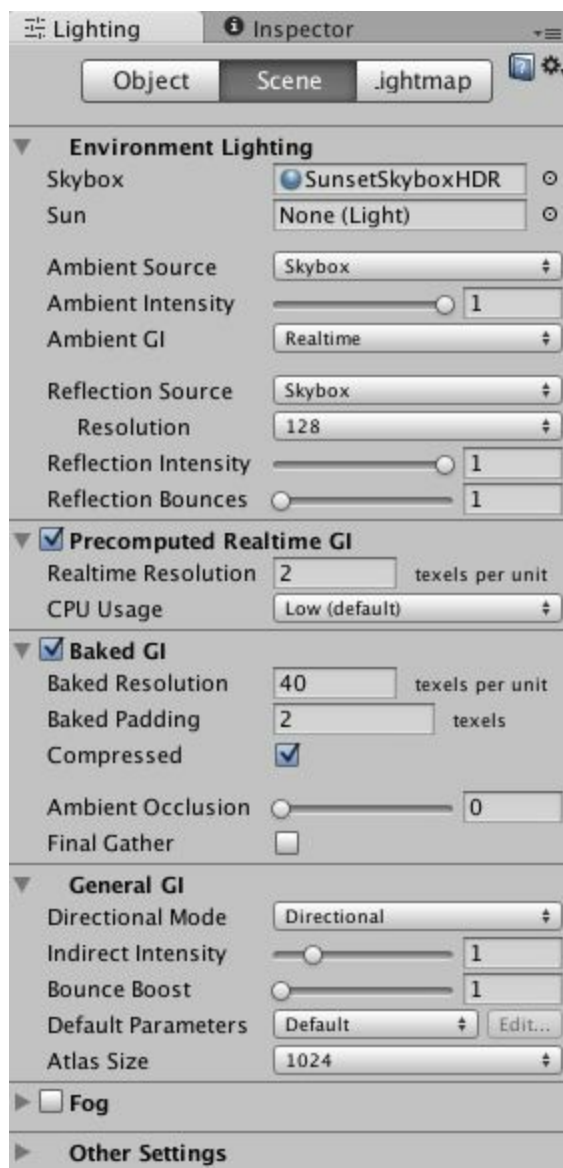 Lighting Inspector
Object Scene .ightmap
Environment Lighting
Skybox SunsetSkyboxHDR
Sun None (Light)
Ambient Source Skybox
Ambient Intensity 1
Ambient GI Realtime
Reflection Source Skybox
Resolution 128
Reflection Intensity 1
Reflection Bounces 1
Precomputed Realtime GI
Realtime Resolution 2 texels per unit
CPU Usage Low (default)
Baked GI
Baked Resolution 40 texels per unit
Baked Padding 2 texels
Compressed
Ambient Occlusion 0
Final Gather
General GI
Directional Mode Directional
Indirect Intensity 1
Bounce Boost 1
Default Parameters Default Edit...
Atlas Size 1024
Fog
Other Settings